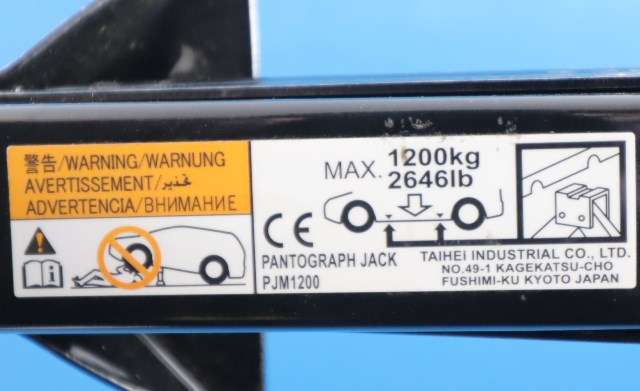 警告/WARNING/WARNUNG
AVERTISSEMENT/تحذير
ADVERTENCIA/ВНИМАНИЕ
MAX. 1200kg
2646lb
CE
PANTOGRAPH JACK
PJM1200
TAIHEI INDUSTRIAL CO., LTD.
NO.49-1 KAGEKATSU-CHO
FUSHIMI-KU KYOTO JAPAN